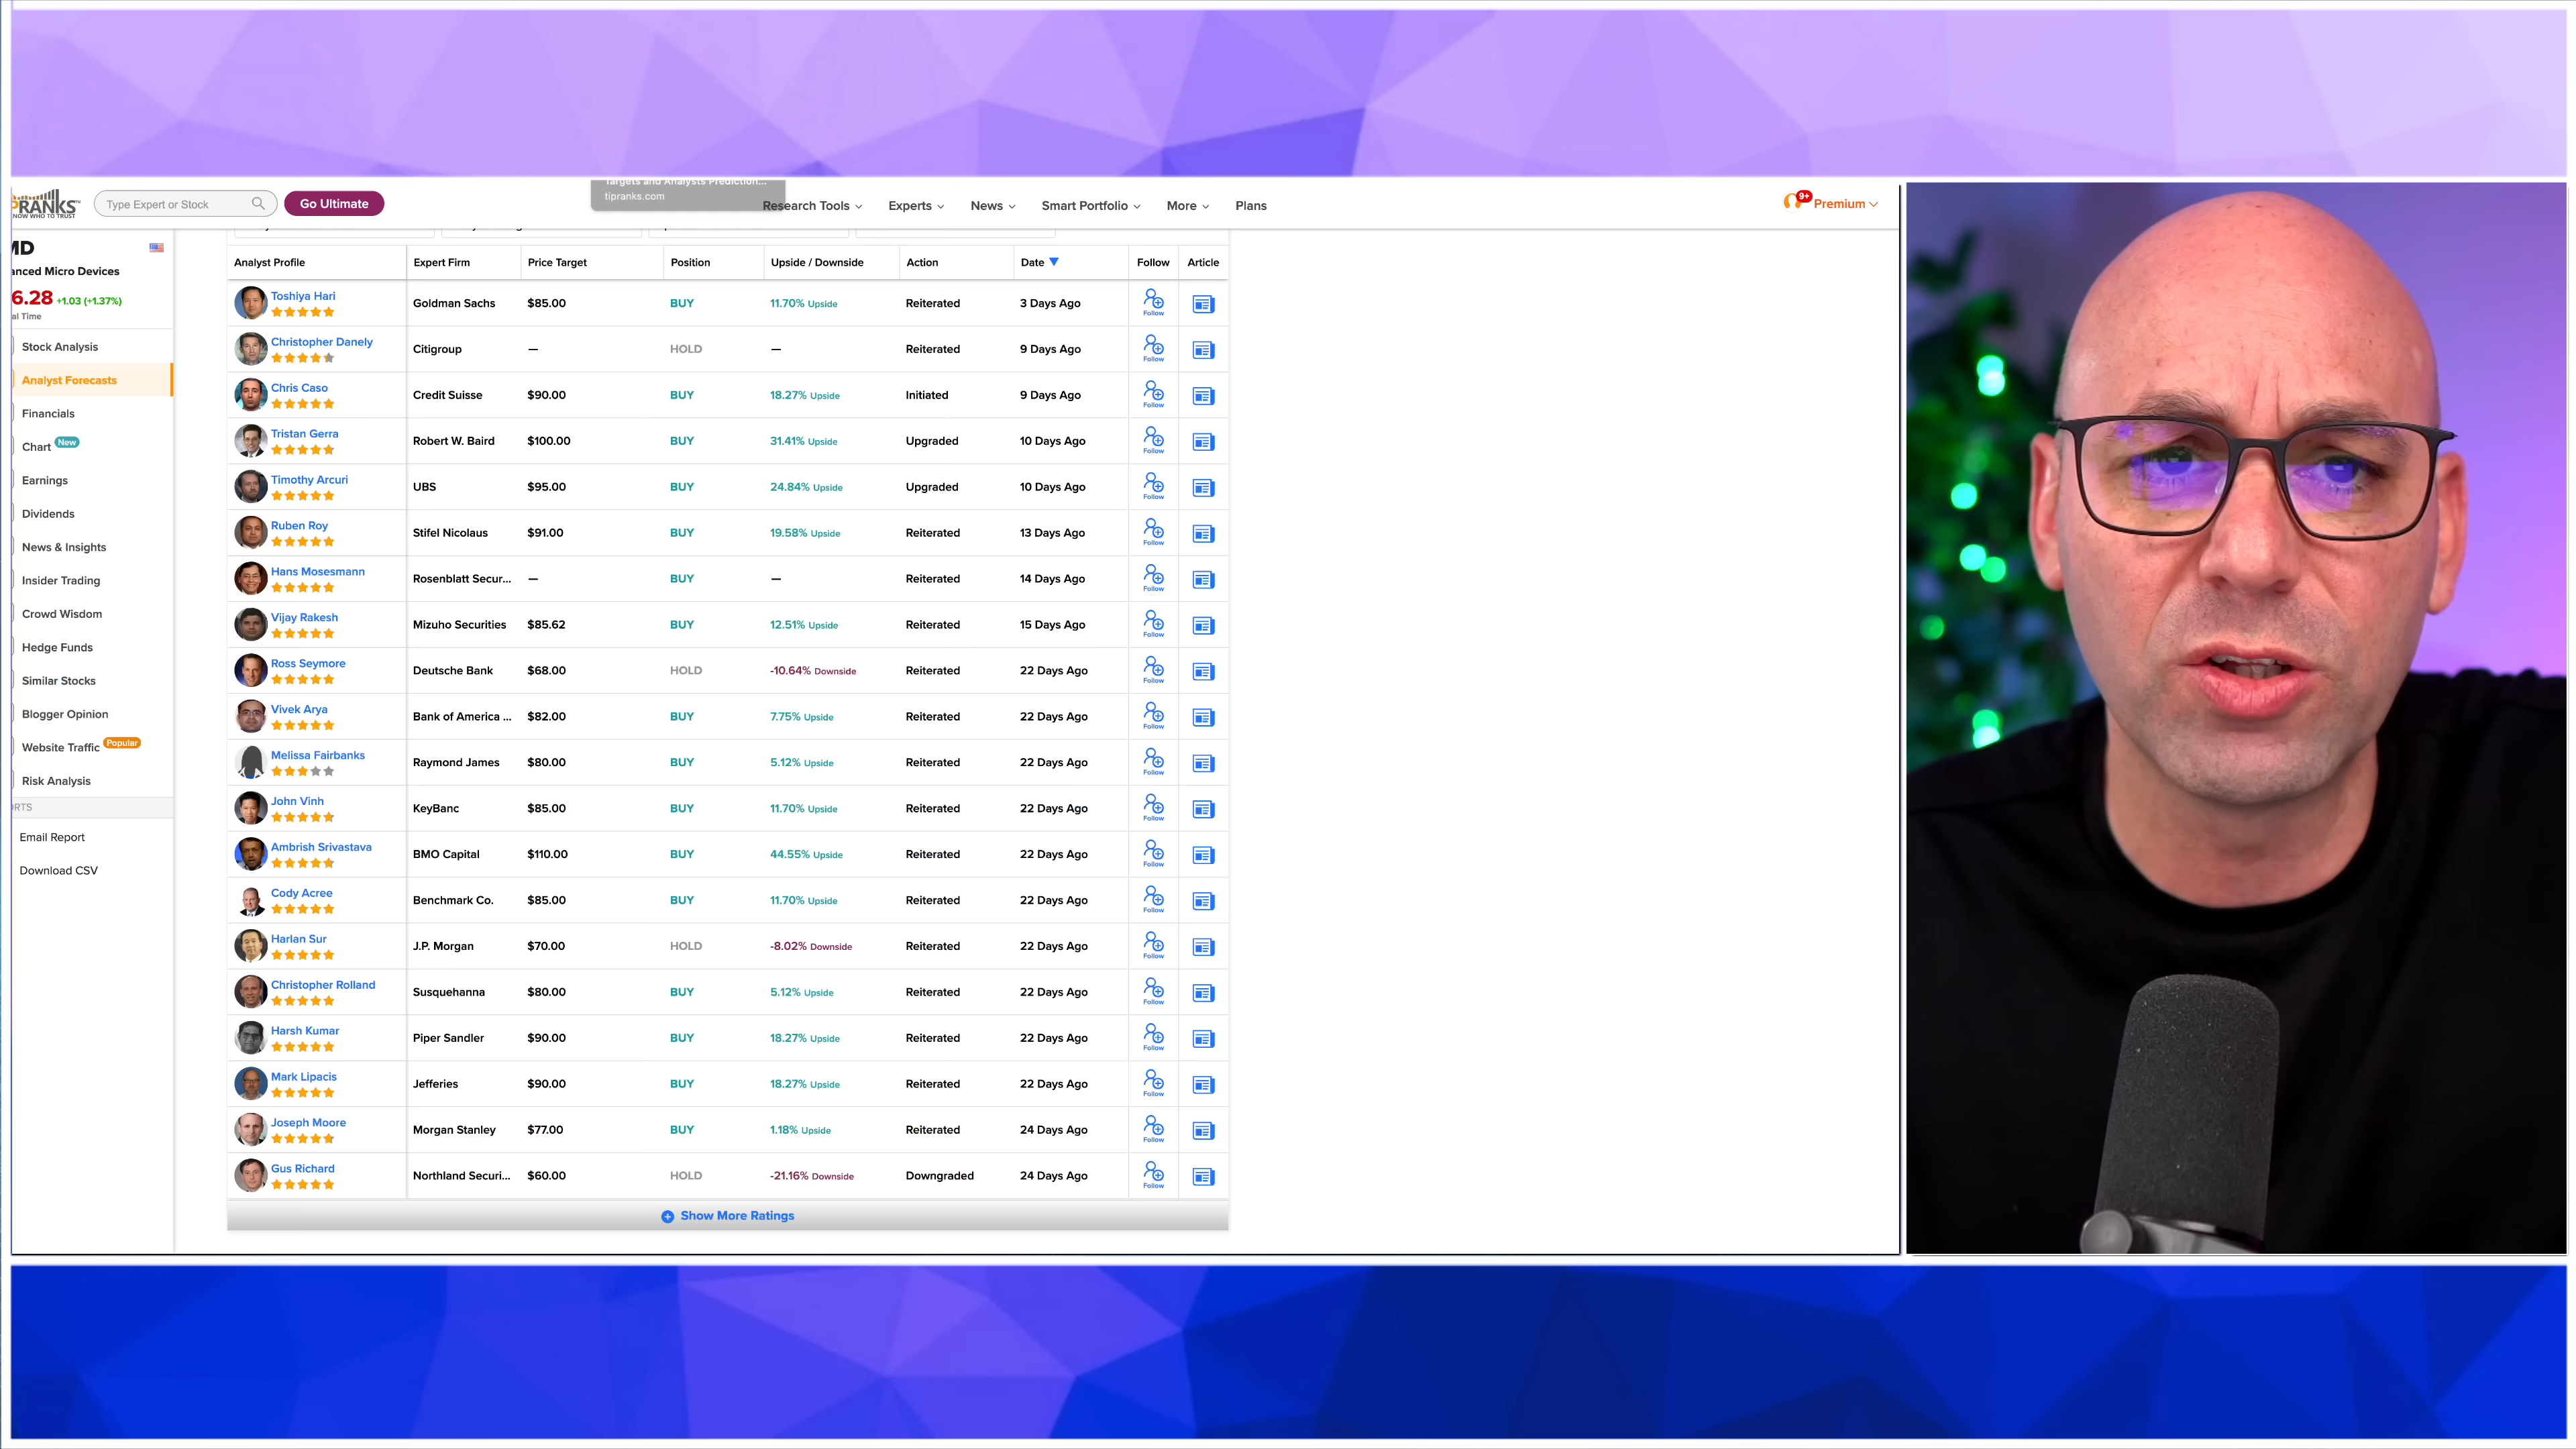 Targets and Analysts Prediction...
tipranks.com
PRANKS™
NOW WHO TO TRUST
Type Expert or Stock
Go Ultimate
Research Tools
Experts
News
Smart Portfolio
More
Plans
9+
Premium
MD
anced Micro Devices
6.28 +1.03 (+1.37%)
al Time
Stock Analysis
Analyst Forecasts
Financials
Chart New
Earnings
Dividends
News & Insights
Insider Trading
Crowd Wisdom
Hedge Funds
Similar Stocks
Blogger Opinion
Website Traffic Popular
Risk Analysis
RTS
Email Report
Download CSV
Analyst Profile Expert Firm Price Target Position Upside / Downside Action Date Follow Article
Toshiya Hari Goldman Sachs $85.00 BUY 11.70% Upside Reiterated 3 Days Ago Follow
Christopher Danely Citigroup — HOLD — Reiterated 9 Days Ago Follow
Chris Caso Credit Suisse $90.00 BUY 18.27% Upside Initiated 9 Days Ago Follow
Tristan Gerra Robert W. Baird $100.00 BUY 31.41% Upside Upgraded 10 Days Ago Follow
Timothy Arcuri UBS $95.00 BUY 24.84% Upside Upgraded 10 Days Ago Follow
Ruben Roy Stifel Nicolaus $91.00 BUY 19.58% Upside Reiterated 13 Days Ago Follow
Hans Mosesmann Rosenblatt Secur... — BUY — Reiterated 14 Days Ago Follow
Vijay Rakesh Mizuho Securities $85.62 BUY 12.51% Upside Reiterated 15 Days Ago Follow
Ross Seymore Deutsche Bank $68.00 HOLD -10.64% Downside Reiterated 22 Days Ago Follow
Vivek Arya Bank of America ... $82.00 BUY 7.75% Upside Reiterated 22 Days Ago Follow
Melissa Fairbanks Raymond James $80.00 BUY 5.12% Upside Reiterated 22 Days Ago Follow
John Vinh KeyBanc $85.00 BUY 11.70% Upside Reiterated 22 Days Ago Follow
Ambrish Srivastava BMO Capital $110.00 BUY 44.55% Upside Reiterated 22 Days Ago Follow
Cody Acree Benchmark Co. $85.00 BUY 11.70% Upside Reiterated 22 Days Ago Follow
Harlan Sur J.P. Morgan $70.00 HOLD -8.02% Downside Reiterated 22 Days Ago Follow
Christopher Rolland Susquehanna $80.00 BUY 5.12% Upside Reiterated 22 Days Ago Follow
Harsh Kumar Piper Sandler $90.00 BUY 18.27% Upside Reiterated 22 Days Ago Follow
Mark Lipacis Jefferies $90.00 BUY 18.27% Upside Reiterated 22 Days Ago Follow
Joseph Moore Morgan Stanley $77.00 BUY 1.18% Upside Reiterated 24 Days Ago Follow
Gus Richard Northland Securi... $60.00 HOLD -21.16% Downside Downgraded 24 Days Ago Follow
Show More Ratings